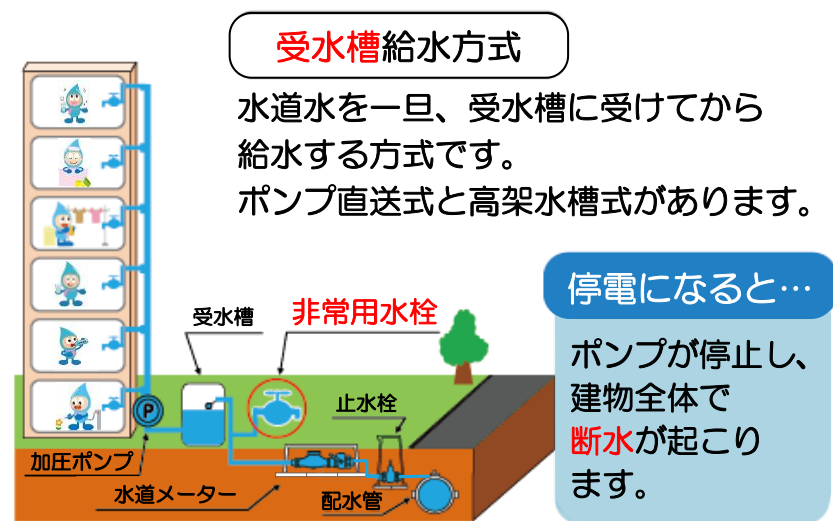 受水槽給水方式
水道水を一旦、受水槽に受けてから
給水する方式です。
ポンプ直送式と高架水槽式があります。
停電になると…
ポンプが停止し、
建物全体で
断水が起こり
ます。
受水槽
非常用水栓
止水栓
P
加圧ポンプ
水道メーター
配水管